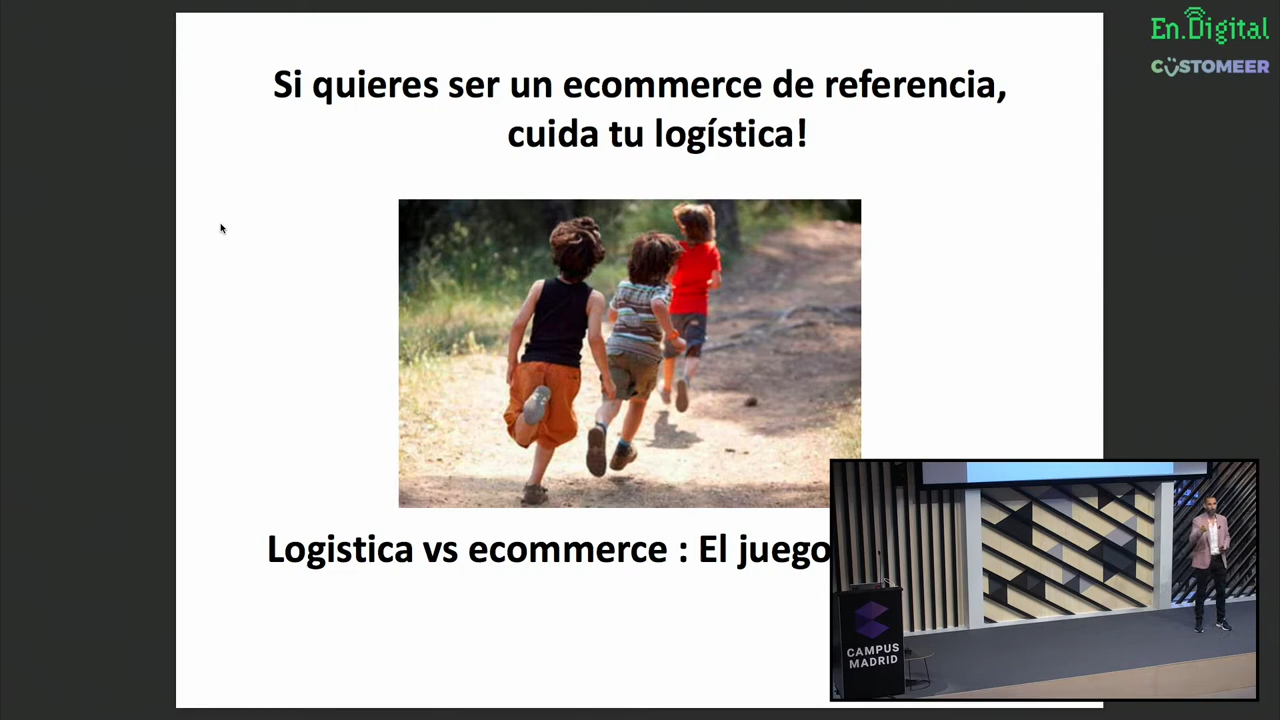 En.Digital
CUSTOMEER
Si quieres ser un ecommerce de referencia,
cuida tu logística!
Logistica vs ecommerce : El juego
CAMPUS
MADRID